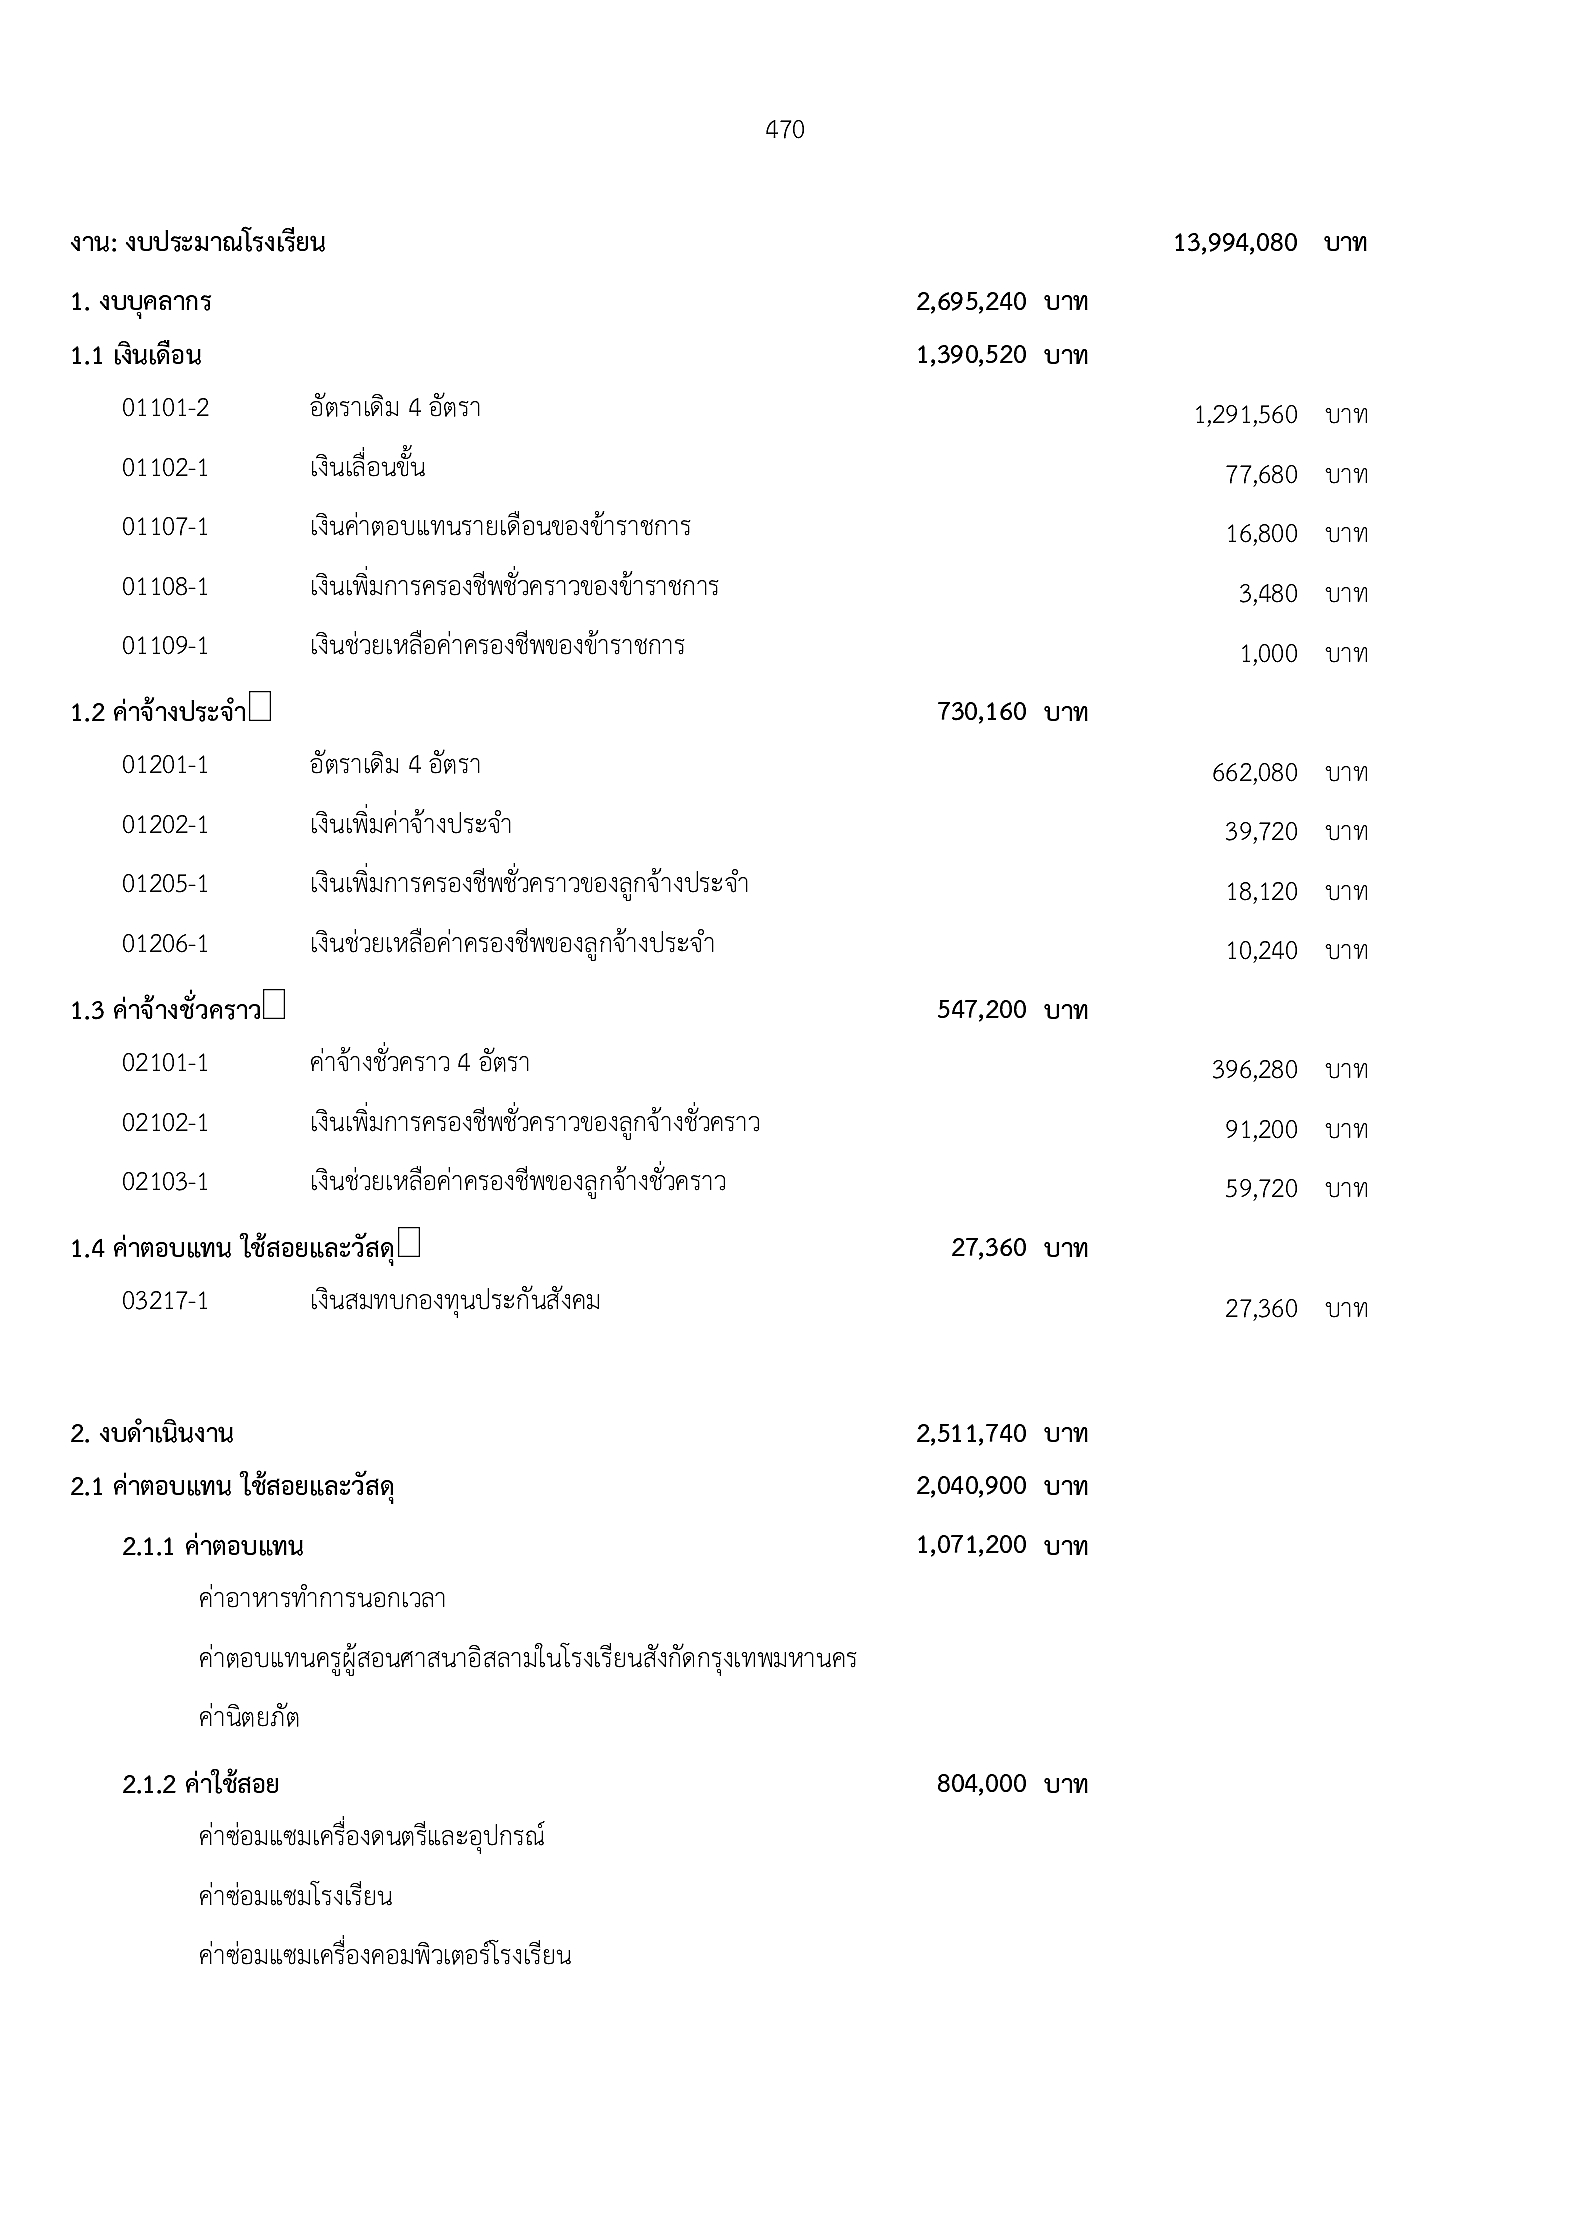 470
งาน: งบประมาณโรงเรียน 13,994,080 บาท
1. งบบุคลากร 2,695,240 บาท
1.1 เงินเดือน 1,390,520 บาท
01101-2 อัตราเดิม 4 อัตรา 1,291,560 บาท
01102-1 เงินเลื่อนขั้น 77,680 บาท
01107-1 เงินค่าตอบแทนรายเดือนของข้าราชการ 16,800 บาท
01108-1 เงินเพิ่มการครองชีพชั่วคราวของข้าราชการ 3,480 บาท
01109-1 เงินช่วยเหลือค่าครองชีพของข้าราชการ 1,000 บาท
1.2 ค่าจ้างประจำ 730,160 บาท
01201-1 อัตราเดิม 4 อัตรา 662,080 บาท
01202-1 เงินเพิ่มค่าจ้างประจำ 39,720 บาท
01205-1 เงินเพิ่มการครองชีพชั่วคราวของลูกจ้างประจำ 18,120 บาท
01206-1 เงินช่วยเหลือค่าครองชีพของลูกจ้างประจำ 10,240 บาท
1.3 ค่าจ้างชั่วคราว 547,200 บาท
02101-1 ค่าจ้างชั่วคราว 4 อัตรา 396,280 บาท
02102-1 เงินเพิ่มการครองชีพชั่วคราวของลูกจ้างชั่วคราว 91,200 บาท
02103-1 เงินช่วยเหลือค่าครองชีพของลูกจ้างชั่วคราว 59,720 บาท
1.4 ค่าตอบแทน ใช้สอยและวัสดุ 27,360 บาท
03217-1 เงินสมทบกองทุนประกันสังคม 27,360 บาท
2. งบดำเนินงาน 2,511,740 บาท
2.1 ค่าตอบแทน ใช้สอยและวัสดุ 2,040,900 บาท
2.1.1 ค่าตอบแทน 1,071,200 บาท
ค่าอาหารทำการนอกเวลา
ค่าตอบแทนครูผู้สอนศาสนาอิสลามในโรงเรียนสังกัดกรุงเทพมหานคร
ค่านิตยภัต
2.1.2 ค่าใช้สอย 804,000 บาท
ค่าซ่อมแซมเครื่องดนตรีและอุปกรณ์
ค่าซ่อมแซมโรงเรียน
ค่าซ่อมแซมเครื่องคอมพิวเตอร์โรงเรียน